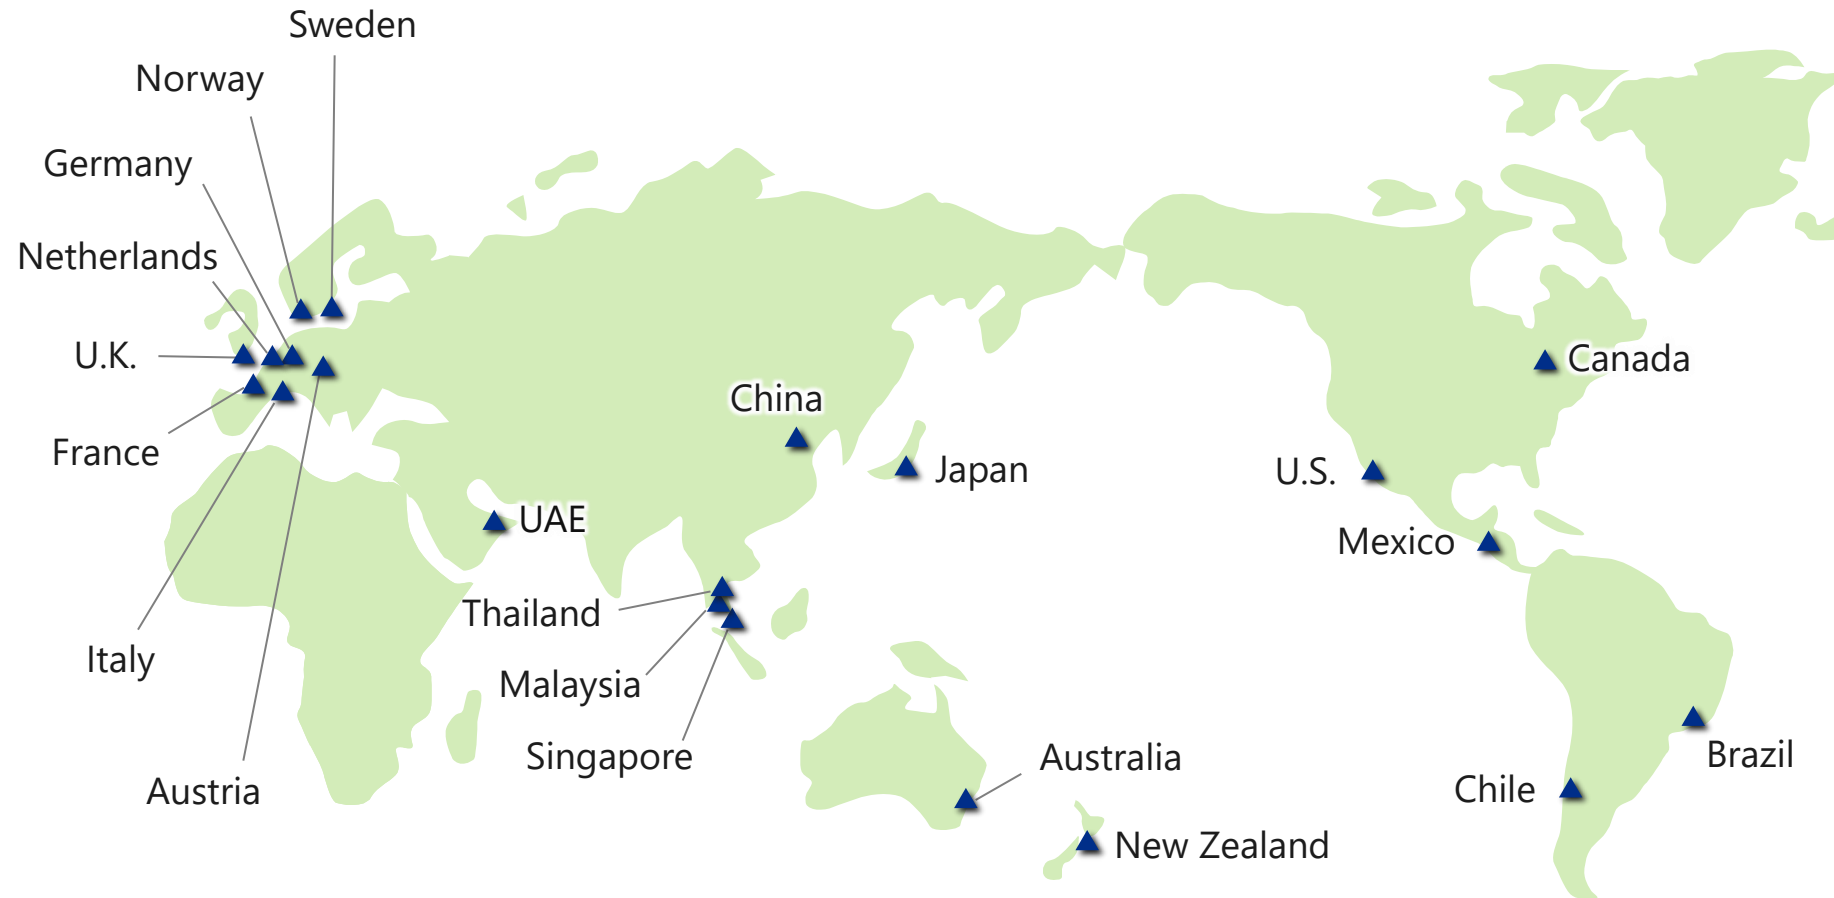 Sweden
Norway
Germany
Netherlands
U.K.
France
Italy
Austria
China
Japan
UAE
Thailand
Malaysia
Singapore
Australia
New Zealand
Canada
U.S.
Mexico
Brazil
Chile